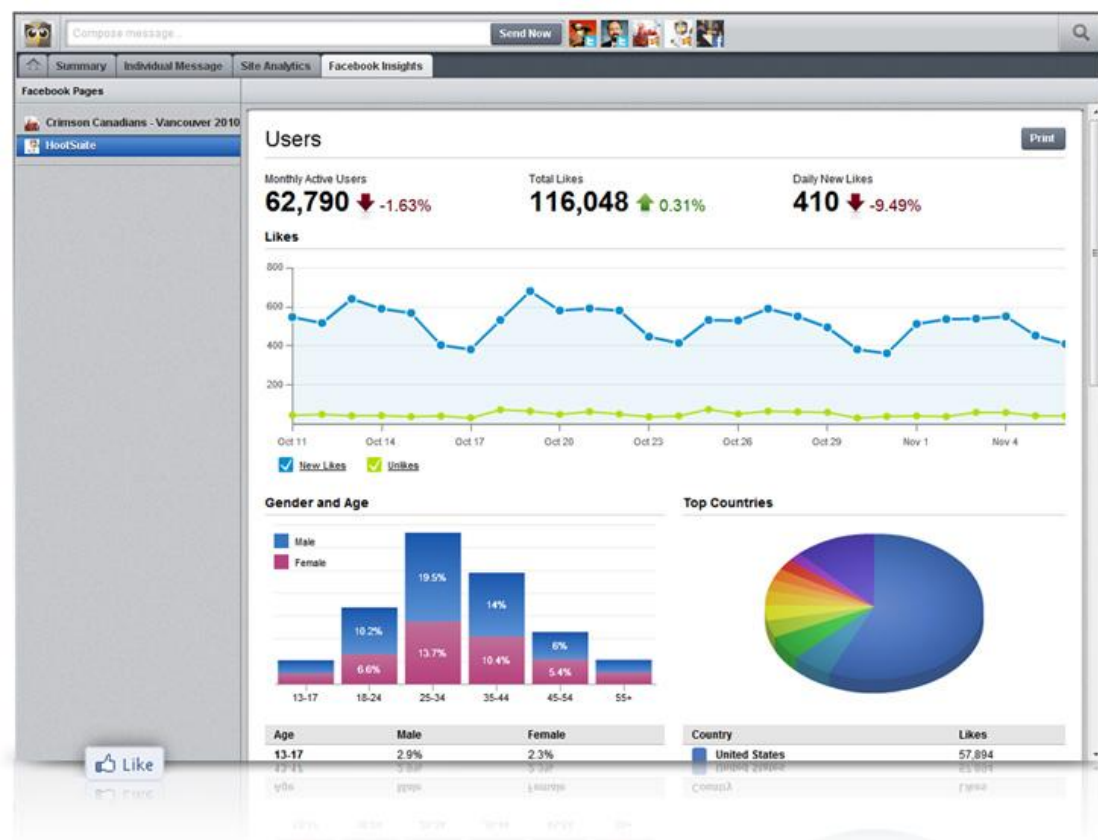 Compose message...
Send Now
Summary Individual Message Site Analytics Facebook Insights
Facebook Pages
Crimson Canadians - Vancouver 2010
HootSuite
Users
Print
Monthly Active Users Total Likes Daily New Likes
62,790 -1.63% 116,048 0.31% 410 -9.49%
Likes
800
600
400
200
Oct 11 Oct 14 Oct 17 Oct 20 Oct 23 Oct 26 Oct 29 Nov 1 Nov 4
New Likes Unlikes
Gender and Age Top Countries
Male
Female
19.5%
14%
10.2%
6%
13.7%
10.4%
6.6%
5.4%
13-17 18-24 25-34 35-44 45-54 55+
Age Male Female Country Likes
13-17 2.9% 2.3% United States 57,894
Like